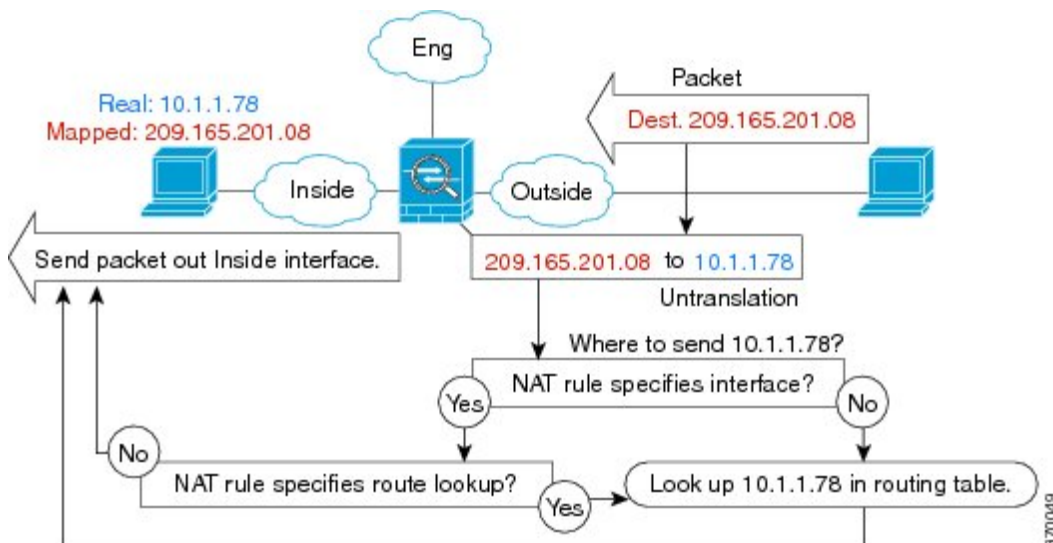 Eng
Packet
Real: 10.1.1.78
Mapped: 209.165.201.08
Dest. 209.165.201.08
Inside
Outside
Send packet out Inside interface.
209.165.201.08 to 10.1.1.78
Untranslation
Where to send 10.1.1.78?
NAT rule specifies interface?
Yes
No
No
NAT rule specifies route lookup?
Yes
Look up 10.1.1.78 in routing table.
370049